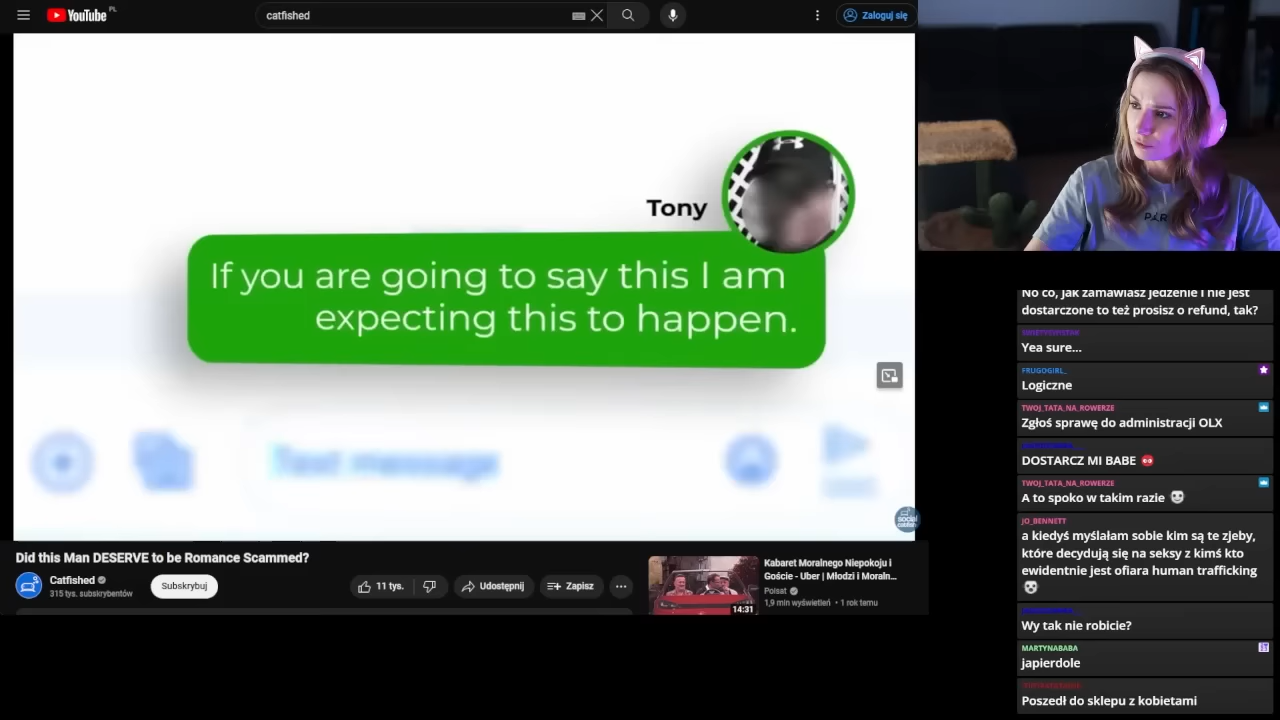 YouTube PL
catfished
Zaloguj się
Tony
If you are going to say this I am
expecting this to happen.
Text message
social
catfish
Did this Man DESERVE to be Romance Scammed?
Catfished
315 tys. subskrybentów
Subskrybuj
11 tys.
Udostępnij
Zapisz
Kabaret Moralnego Niepokoju i
Goście - Uber | Młodzi i Moraln...
Polsat
1,9 mln wyświetleń • 1 rok temu
14:31
PAR
No co, jak zamawiasz jedzenie i nie jest
dostarczone to też prosisz o refund, tak?
Yea sure...
FRUGOGIRL_
Logiczne
TWOJ_TATA_NA_ROWERZE
Zgłoś sprawę do administracji OLX
DOSTARCZ MI BABE
TWOJ_TATA_NA_ROWERZE
A to spoko w takim razie
JO_BENNETT
a kiedyś myślałam sobie kim są te zjeby,
które decydują się na seksy z kimś kto
ewidentnie jest ofiara human trafficking
Wy tak nie robicie?
MARTYNABABA
japierdole
Poszedł do sklepu z kobietami